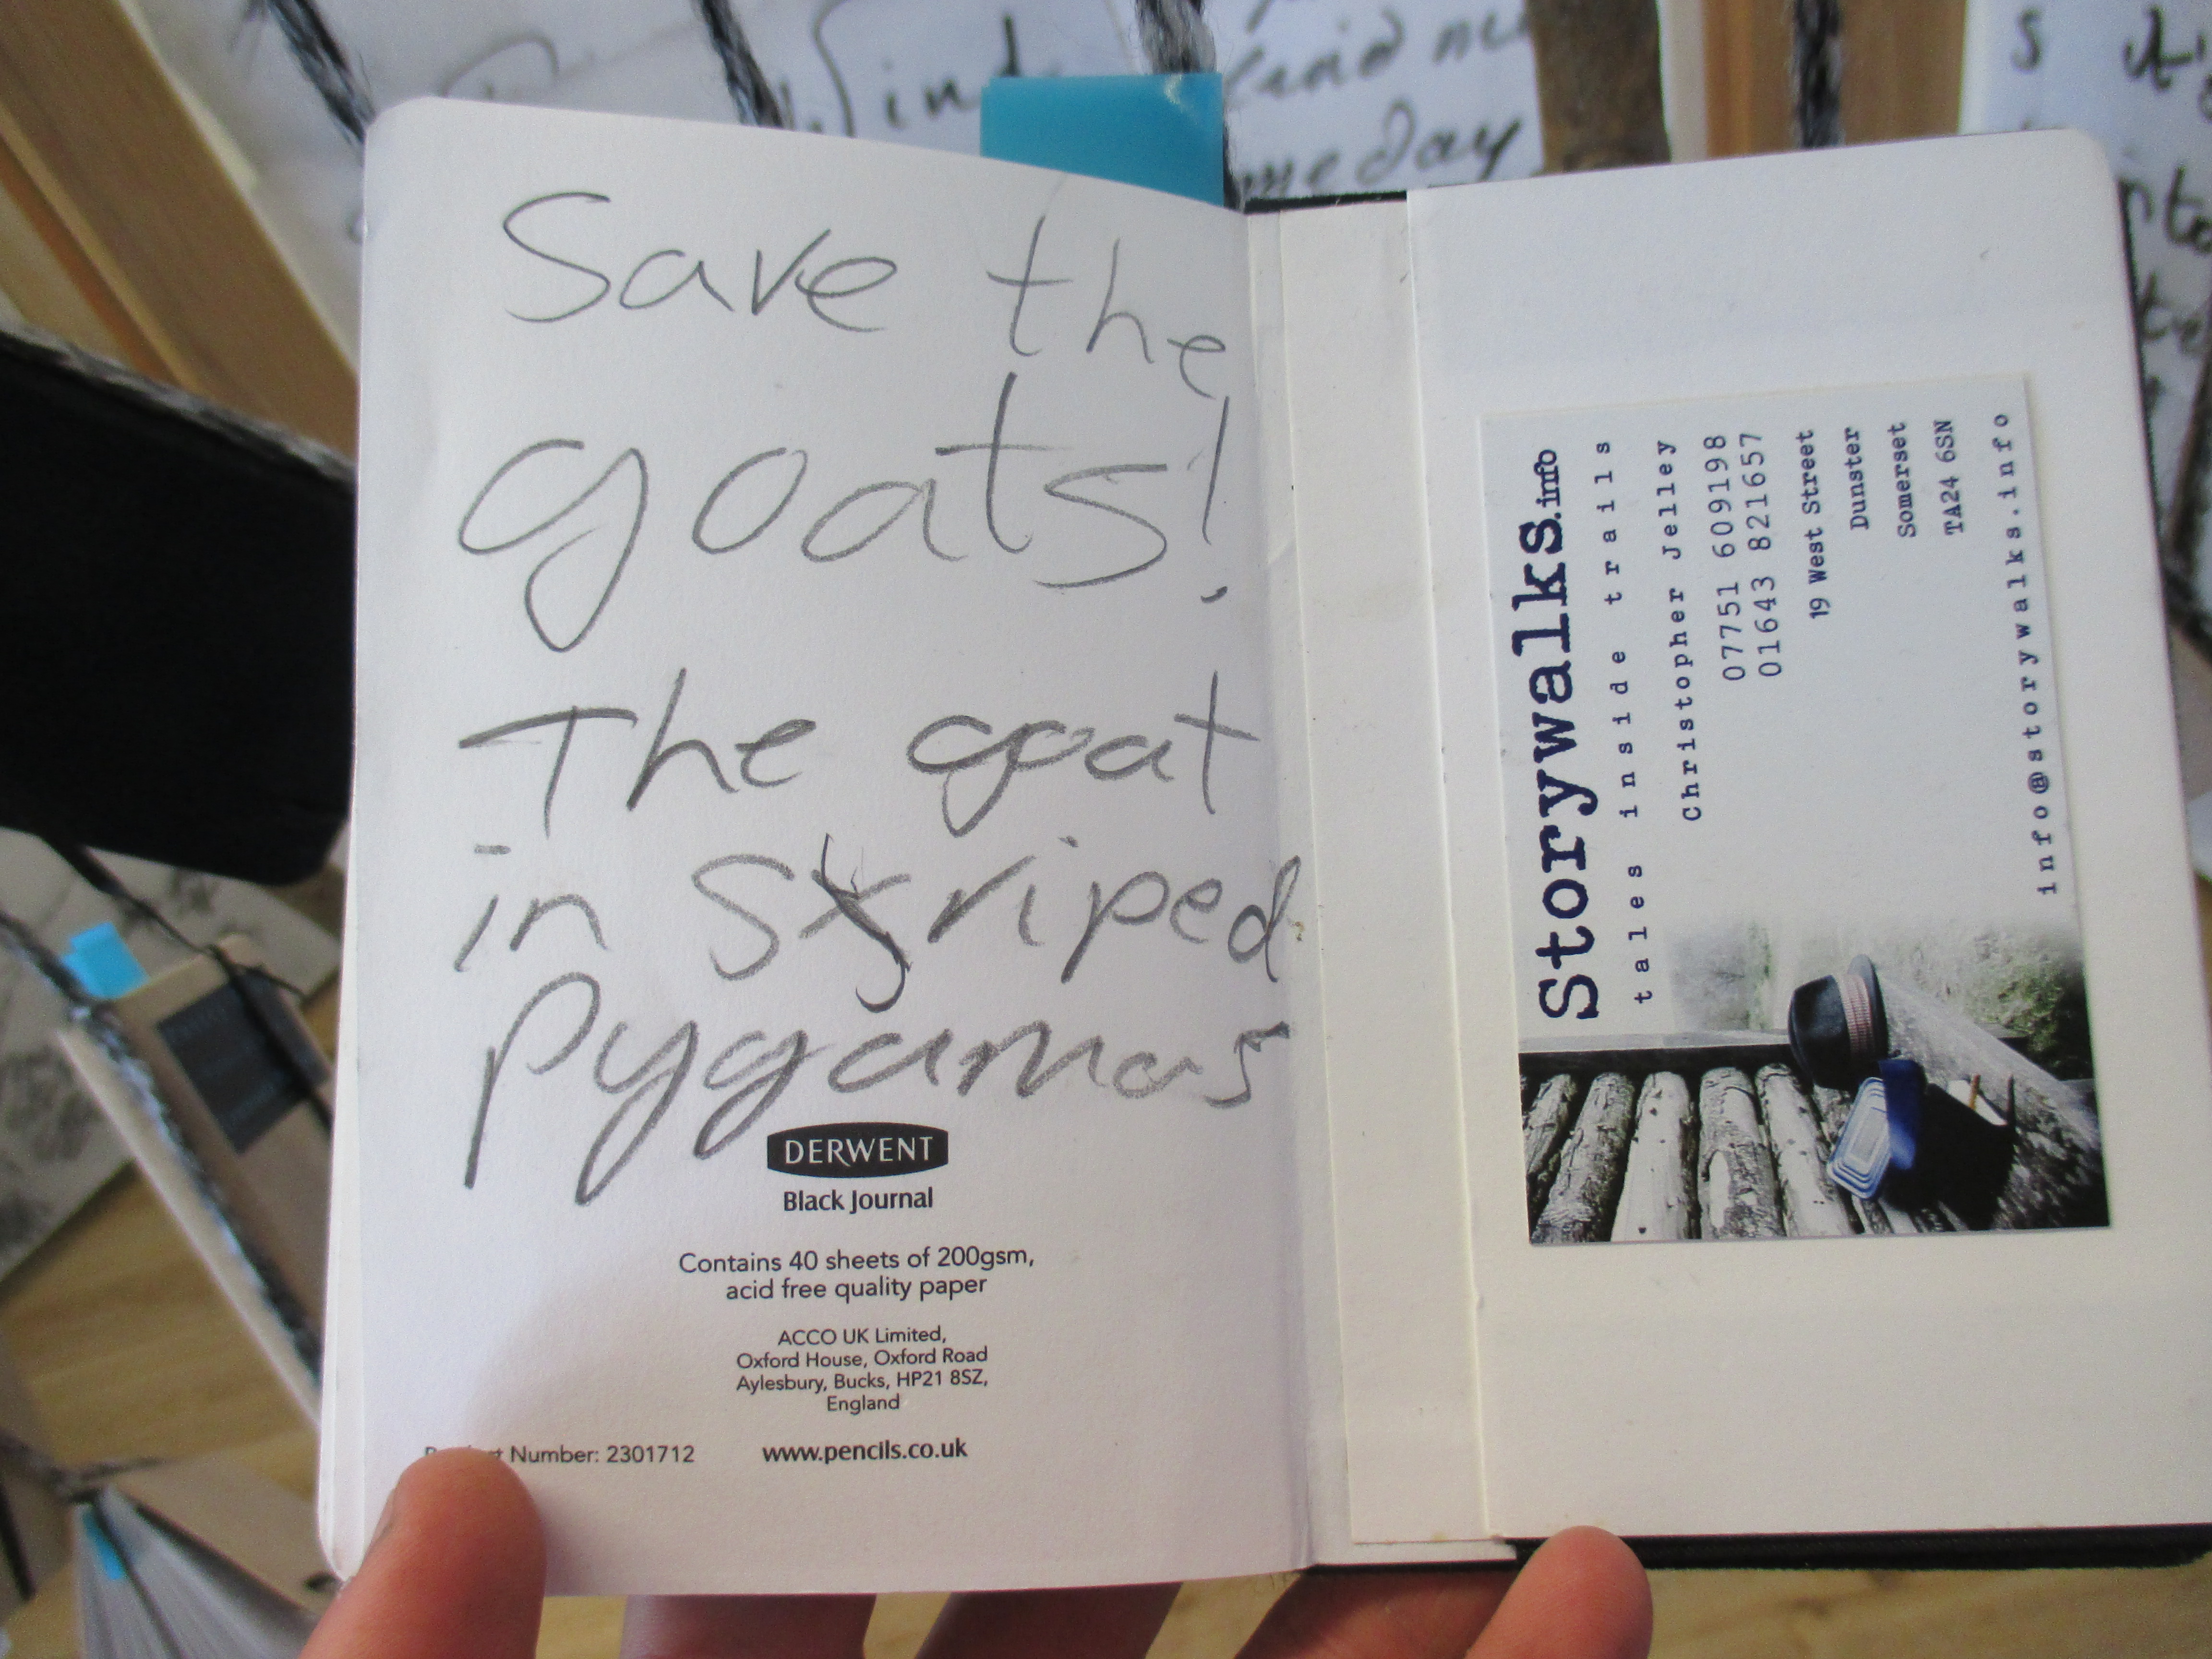 Save the
goats!
The goat
in Striped
pygamas
DERWENT
Black Journal
Contains 40 sheets of 200gsm,
acid free quality paper
ACCO UK Limited,
Oxford House, Oxford Road
Aylesbury, Bucks, HP21 8SZ,
England
Number: 2301712
www.pencils.co.uk
Storywalks.info
tales inside trails
Christopher Jelley
07751 609198
01643 821657
19 West Street
Dunster
Somerset
TA24 6SN
info@storywalks.info